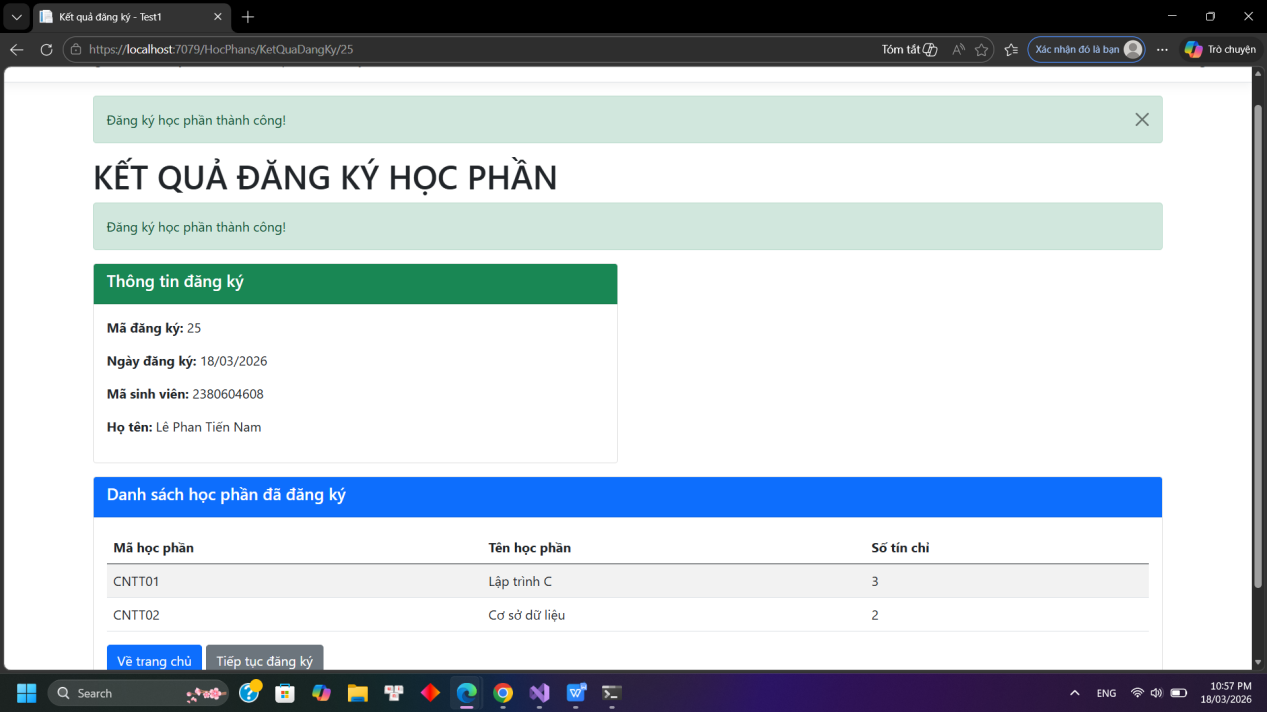 Kết quả đăng ký - Test1
https://localhost:7079/HocPhans/KetQuaDangKy/25
Tóm tắt
Xác nhận đó là bạn
Trò chuyện
Đăng ký học phần thành công!
KẾT QUẢ ĐĂNG KÝ HỌC PHẦN
Đăng ký học phần thành công!
Thông tin đăng ký
Mã đăng ký: 25
Ngày đăng ký: 18/03/2026
Mã sinh viên: 2380604608
Họ tên: Lê Phan Tiến Nam
Danh sách học phần đã đăng ký
Mã học phần Tên học phần Số tín chỉ
CNTT01 Lập trình C 3
CNTT02 Cơ sở dữ liệu 2
Về trang chủ Tiếp tục đăng ký
Search
ENG
10:57 PM
18/03/2026